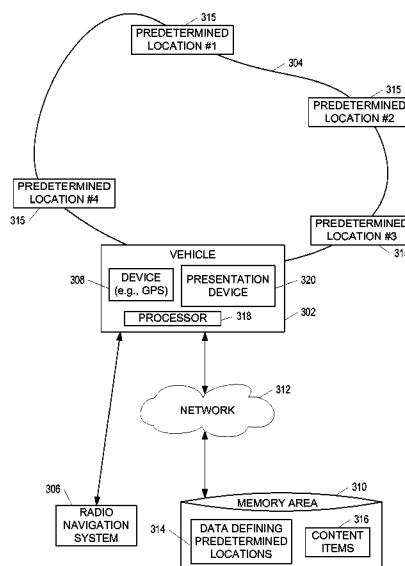 315
PREDETERMINED
LOCATION #1
304
315
PREDETERMINED
LOCATION #2
PREDETERMINED
LOCATION #4
315
PREDETERMINED
LOCATION #3
315
VEHICLE
308
DEVICE
(e.g., GPS)
PRESENTATION
DEVICE
320
PROCESSOR
318
302
312
NETWORK
306
RADIO
NAVIGATION
SYSTEM
310
MEMORY AREA
314
DATA DEFINING
PREDETERMINED
LOCATIONS
316
CONTENT
ITEMS